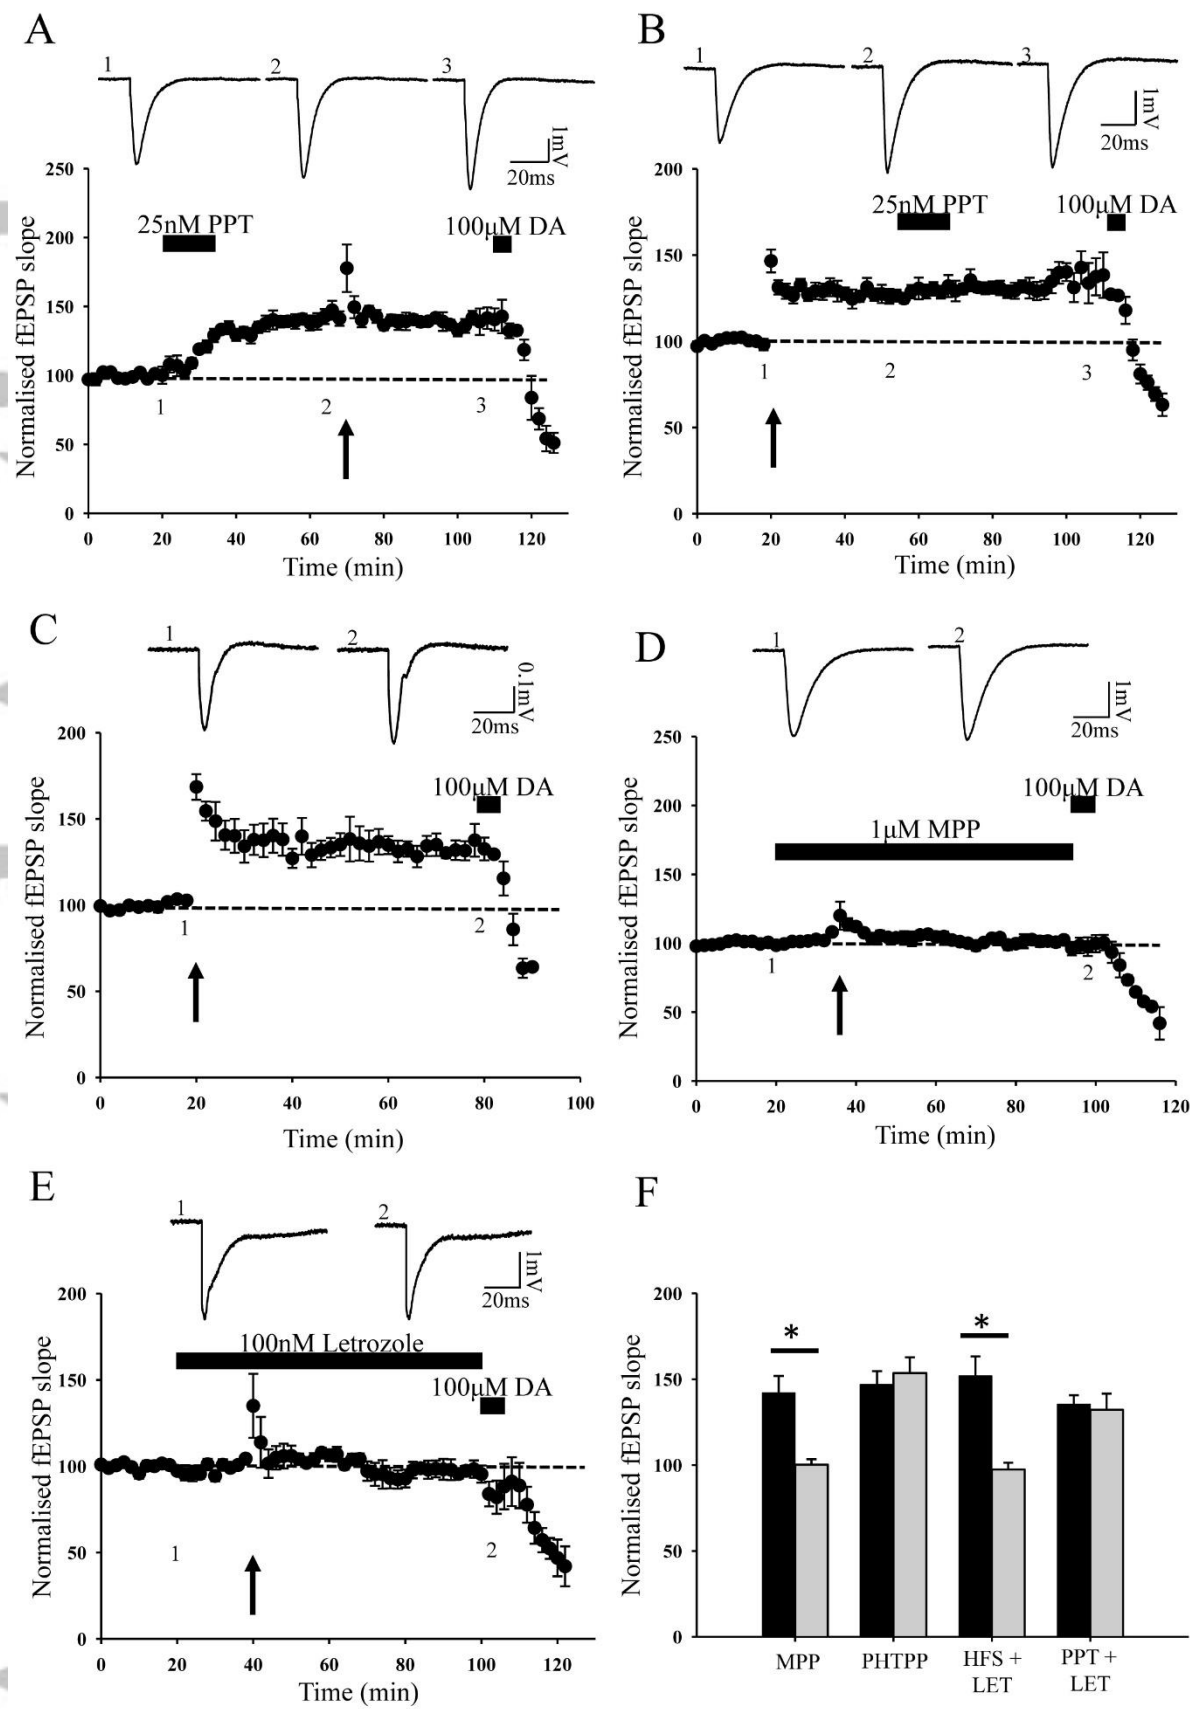 A
1 2 3
1mV
20ms
250
200
150
100
50
0
Normalised fEPSP slope
25nM PPT
100μM DA
1 2 3
0 20 40 60 80 100 120
Time (min)
B
1 2 3
1mV
20ms
200
150
100
50
0
Normalised fEPSP slope
25nM PPT
100μM DA
1 2 3
0 20 40 60 80 100 120
Time (min)
C
1 2
0.1mV
20ms
200
150
100
50
0
Normalised fEPSP slope
100μM DA
1 2
0 20 40 60 80 100
Time (min)
D
1 2
1mV
20ms
250
200
150
100
50
0
Normalised fEPSP slope
100μM DA
1μM MPP
1 2
0 20 40 60 80 100 120
Time (min)
E
1 2
1mV
20ms
200
150
100
50
0
Normalised fEPSP slope
100nM Letrozole
100μM DA
1 2
0 20 40 60 80 100 120
Time (min)
F
200
150
100
50
0
Normalised fEPSP slope
* *
MPP PHTPP HFS + LET PPT + LET